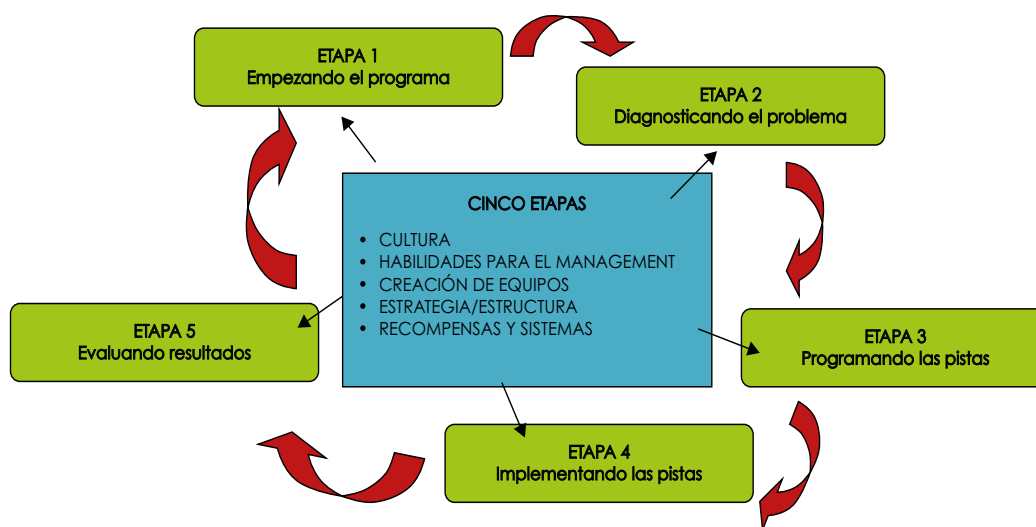 ETAPA 1
Empezando el programa
ETAPA 2
Diagnosticando el problema
CINCO ETAPAS
• CULTURA
• HABILIDADES PARA EL MANAGEMENT
• CREACIÓN DE EQUIPOS
• ESTRATEGIA/ESTRUCTURA
• RECOMPENSAS Y SISTEMAS
ETAPA 3
Programando las pistas
ETAPA 4
Implementando las pistas
ETAPA 5
Evaluando resultados